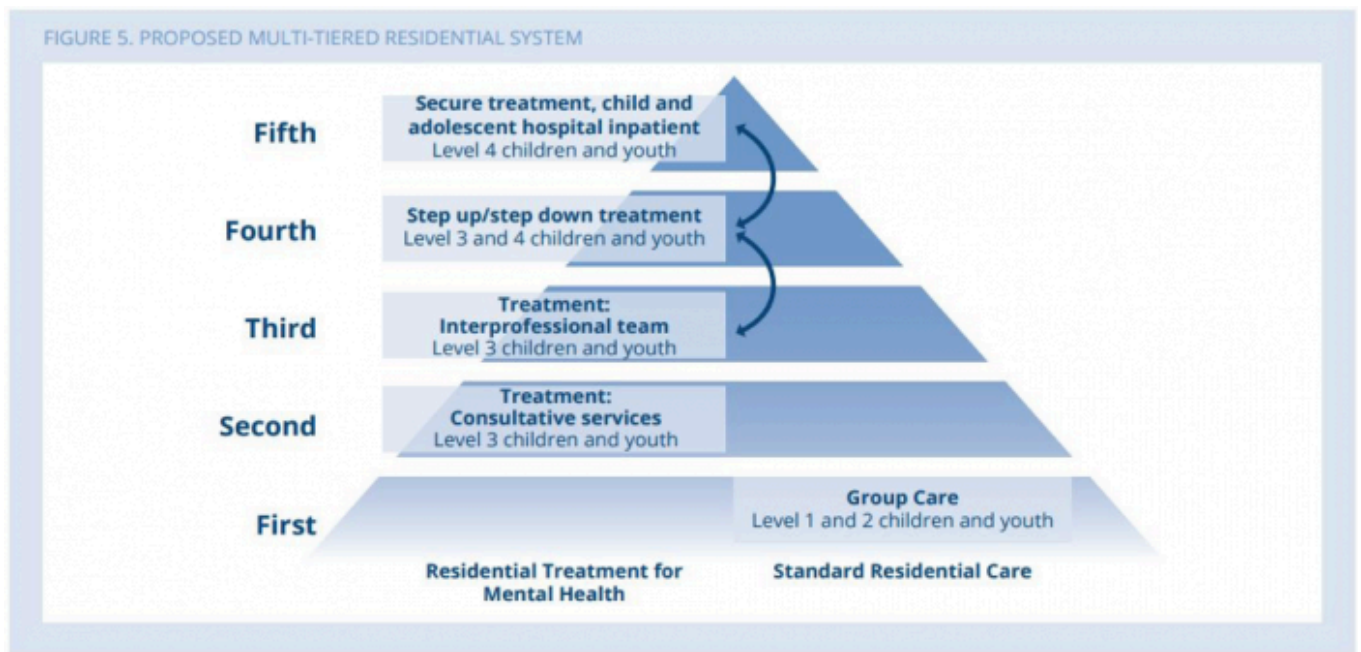 FIGURE 5. PROPOSED MULTI-TIERED RESIDENTIAL SYSTEM
Fifth
Secure treatment, child and
adolescent hospital inpatient
Level 4 children and youth
Fourth
Step up/step down treatment
Level 3 and 4 children and youth
Third
Treatment:
Interprofessional team
Level 3 children and youth
Second
Treatment:
Consultative services
Level 3 children and youth
First
Group Care
Level 1 and 2 children and youth
Residential Treatment for
Mental Health
Standard Residential Care